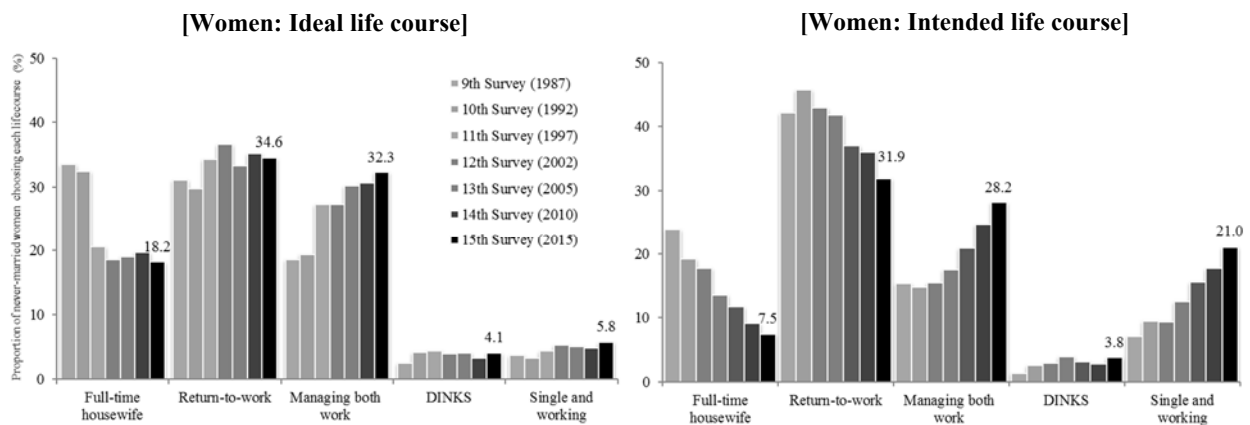 [Women: Ideal life course]
Proportion of never-married women choosing each lifecourse (%)
50
40
30
20
10
0
9th Survey (1987)
10th Survey (1992)
11th Survey (1997)
12th Survey (2002)
13th Survey (2005)
14th Survey (2010)
15th Survey (2015)
18.2
34.6
32.3
4.1
5.8
Full-time
housewife
Return-to-work
Managing both
work
DINKS
Single and
working
[Women: Intended life course]
50
40
30
20
10
0
7.5
31.9
28.2
3.8
21.0
Full-time
housewife
Return-to-work
Managing both
work
DINKS
Single and
working